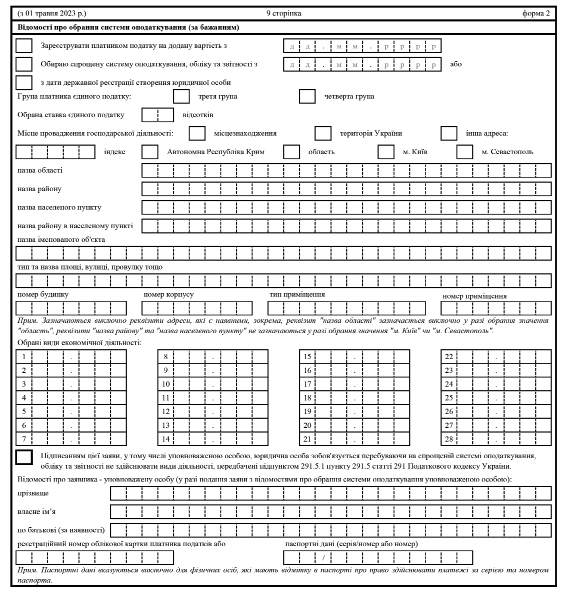 (з 01 травня 2023 р.) 9 сторінка форма 2
Відомості про обрання системи оподаткування (за бажанням)
Зареєструвати платником податку на додану вартість з д д . м м . р р р р
Обираю спрощену систему оподаткування, обліку та звітності з д д . м м . р р р р або
з дати державної реєстрації створення юридичної особи
Група платника єдиного податку: третя група четверта група
Обрана ставка єдиного податку відсотків
Місце провадження господарської діяльності: місцезнаходження територія України інша адреса:
індекс Автономна Республіка Крим область м. Київ м. Севастополь
назва області
назва району
назва населеного пункту
назва району в населеному пункті
назва іменованого об'єкта
тип та назва площі, вулиці, провулку тощо
номер будинку номер корпусу тип приміщення номер приміщення
Прим. Зазначаються виключно реквізити адреси, які є наявними, зокрема, реквізит "назва області" зазначається виключно у разі обрання значення
"область", реквізити "назва району" та "назва населеного пункту" не зазначаються у разі обрання значення "м. Київ" чи "м. Севастополь".
Обрані види економічної діяльності:
1 . 8 . 15 . 22 .
2 . 9 . 16 . 23 .
3 . 10 . 17 . 24 .
4 . 11 . 18 . 25 .
5 . 12 . 19 . 26 .
6 . 13 . 20 . 27 .
7 . 14 . 21 . 28 .
Підписанням цієї заяви, у тому числі уповноваженою особою, юридична особа зобов'язується перебуваючи на спрощеній системі оподаткування,
обліку та звітності не здійснювати види діяльності, передбачені підпунктом 291.5.1 пункту 291.5 статті 291 Податкового кодексу України.
Відомості про заявника - уповноважену особу (у разі подання заяви з відомостями про обрання системи оподаткування уповноваженою особою):
прізвище
власне ім'я
по батькові (за наявності)
реєстраційний номер облікової картки платника податків або паспортні дані (серія/номер або номер)
/
Прим. Паспортні дані вказуються виключно для фізичних осіб, які мають відмітку в паспорті про право здійснювати платежі за серією та номером
паспорта.